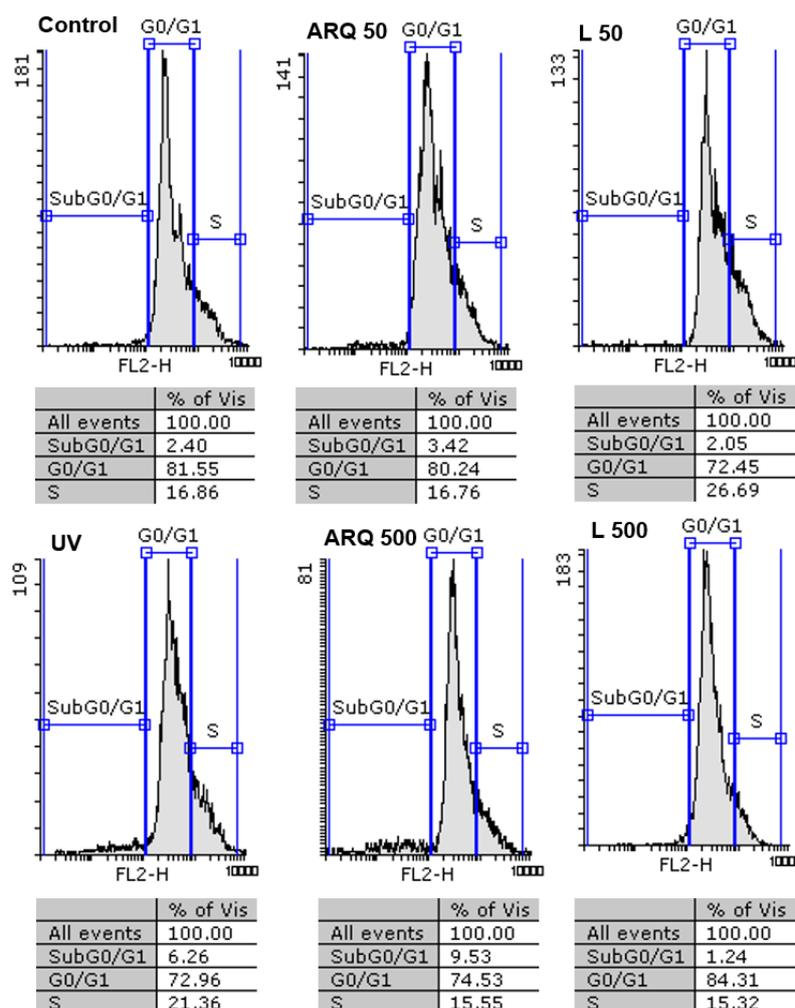 Control
G0/G1
181
SubG0/G1
S
FL2-H
10000
% of Vis
All events 100.00
SubG0/G1 2.40
G0/G1 81.55
S 16.86
ARQ 50
G0/G1
141
SubG0/G1
S
FL2-H
10000
% of Vis
All events 100.00
SubG0/G1 3.42
G0/G1 80.24
S 16.76
L 50
G0/G1
133
SubG0/G1
S
FL2-H
10000
% of Vis
All events 100.00
SubG0/G1 2.05
G0/G1 72.45
S 26.69
UV
G0/G1
109
SubG0/G1
S
FL2-H
10000
% of Vis
All events 100.00
SubG0/G1 6.26
G0/G1 72.96
S 21.36
ARQ 500
G0/G1
81
SubG0/G1
S
FL2-H
10000
% of Vis
All events 100.00
SubG0/G1 9.53
G0/G1 74.53
S 15.55
L 500
G0/G1
183
SubG0/G1
S
FL2-H
% of Vis
All events 100.00
SubG0/G1 1.24
G0/G1 84.31
S 15.32